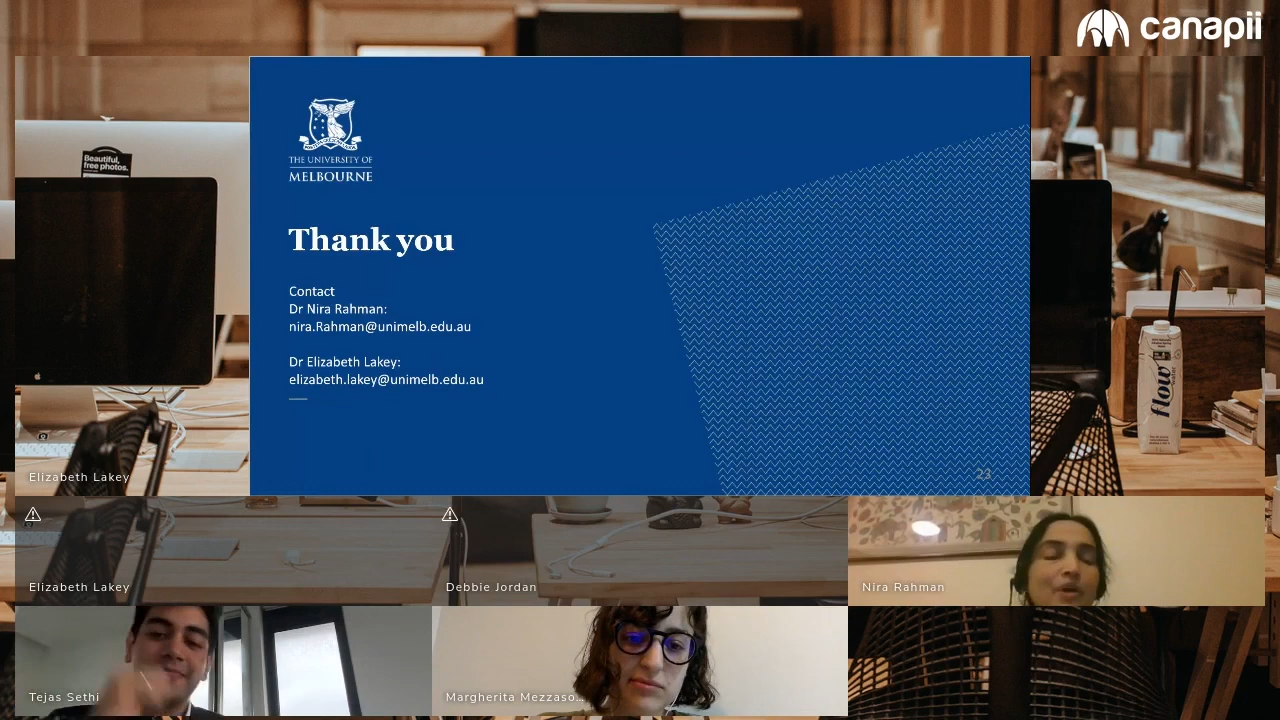 canapii
Beautiful,
free photos.
THE UNIVERSITY OF
MELBOURNE
Thank you
Contact
Dr Nira Rahman:
nira.Rahman@unimelb.edu.au
Dr Elizabeth Lakey:
elizabeth.lakey@unimelb.edu.au
23
flow
Elizabeth Lakey
Elizabeth Lakey
Debbie Jordan
Nira Rahman
Tejas Sethi
Margherita Mezzaso...